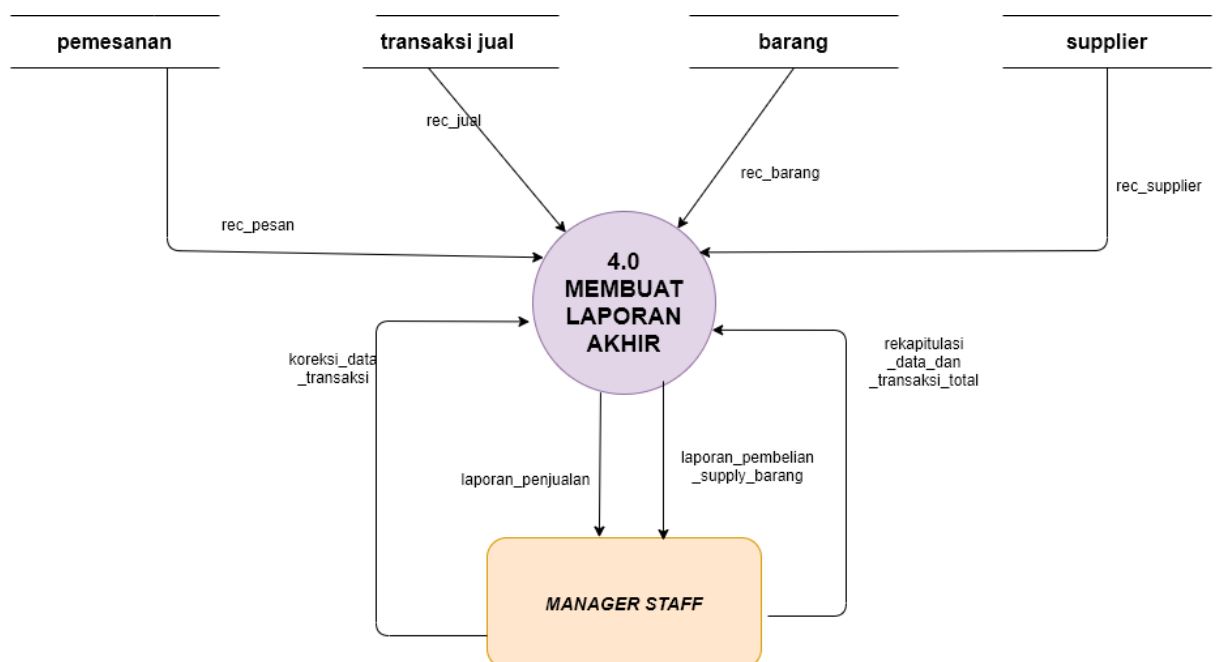 pemesanan
transaksi jual
barang
supplier
rec_jual
rec_barang
rec_supplier
rec_pesan
4.0
MEMBUAT
LAPORAN
AKHIR
koreksi_data
_transaksi
rekapitulasi
_data_dan
_transaksi_total
laporan_penjualan
laporan_pembelian
_supply_barang
MANAGER STAFF